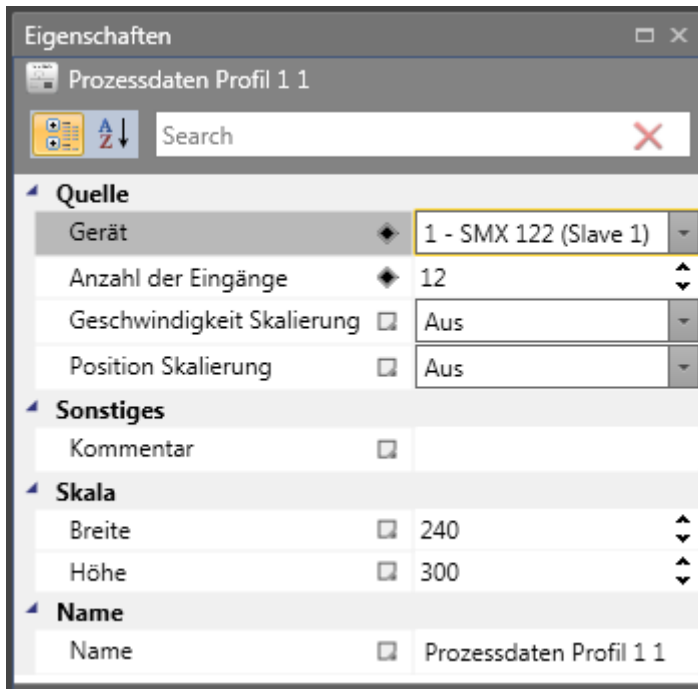 Eigenschaften
Prozessdaten Profil 1 1
A Z Search
Quelle
Gerät 1 - SMX 122 (Slave 1)
Anzahl der Eingänge 12
Geschwindigkeit Skalierung Aus
Position Skalierung Aus
Sonstiges
Kommentar
Skala
Breite 240
Höhe 300
Name
Name Prozessdaten Profil 1 1